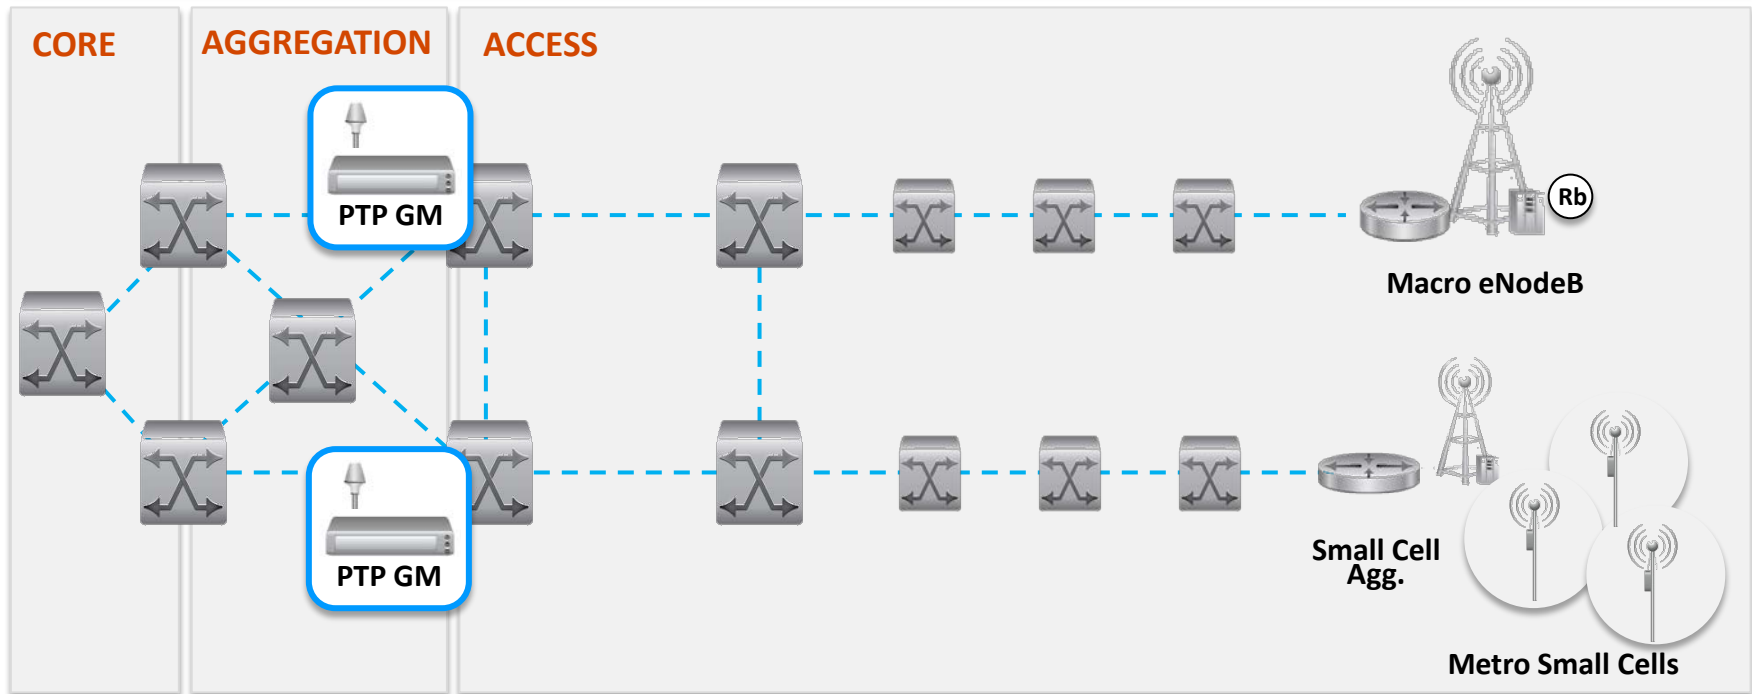 CORE
AGGREGATION
ACCESS
PTP GM
Rb
Macro eNodeB
PTP GM
Small Cell
Agg.
Metro Small Cells